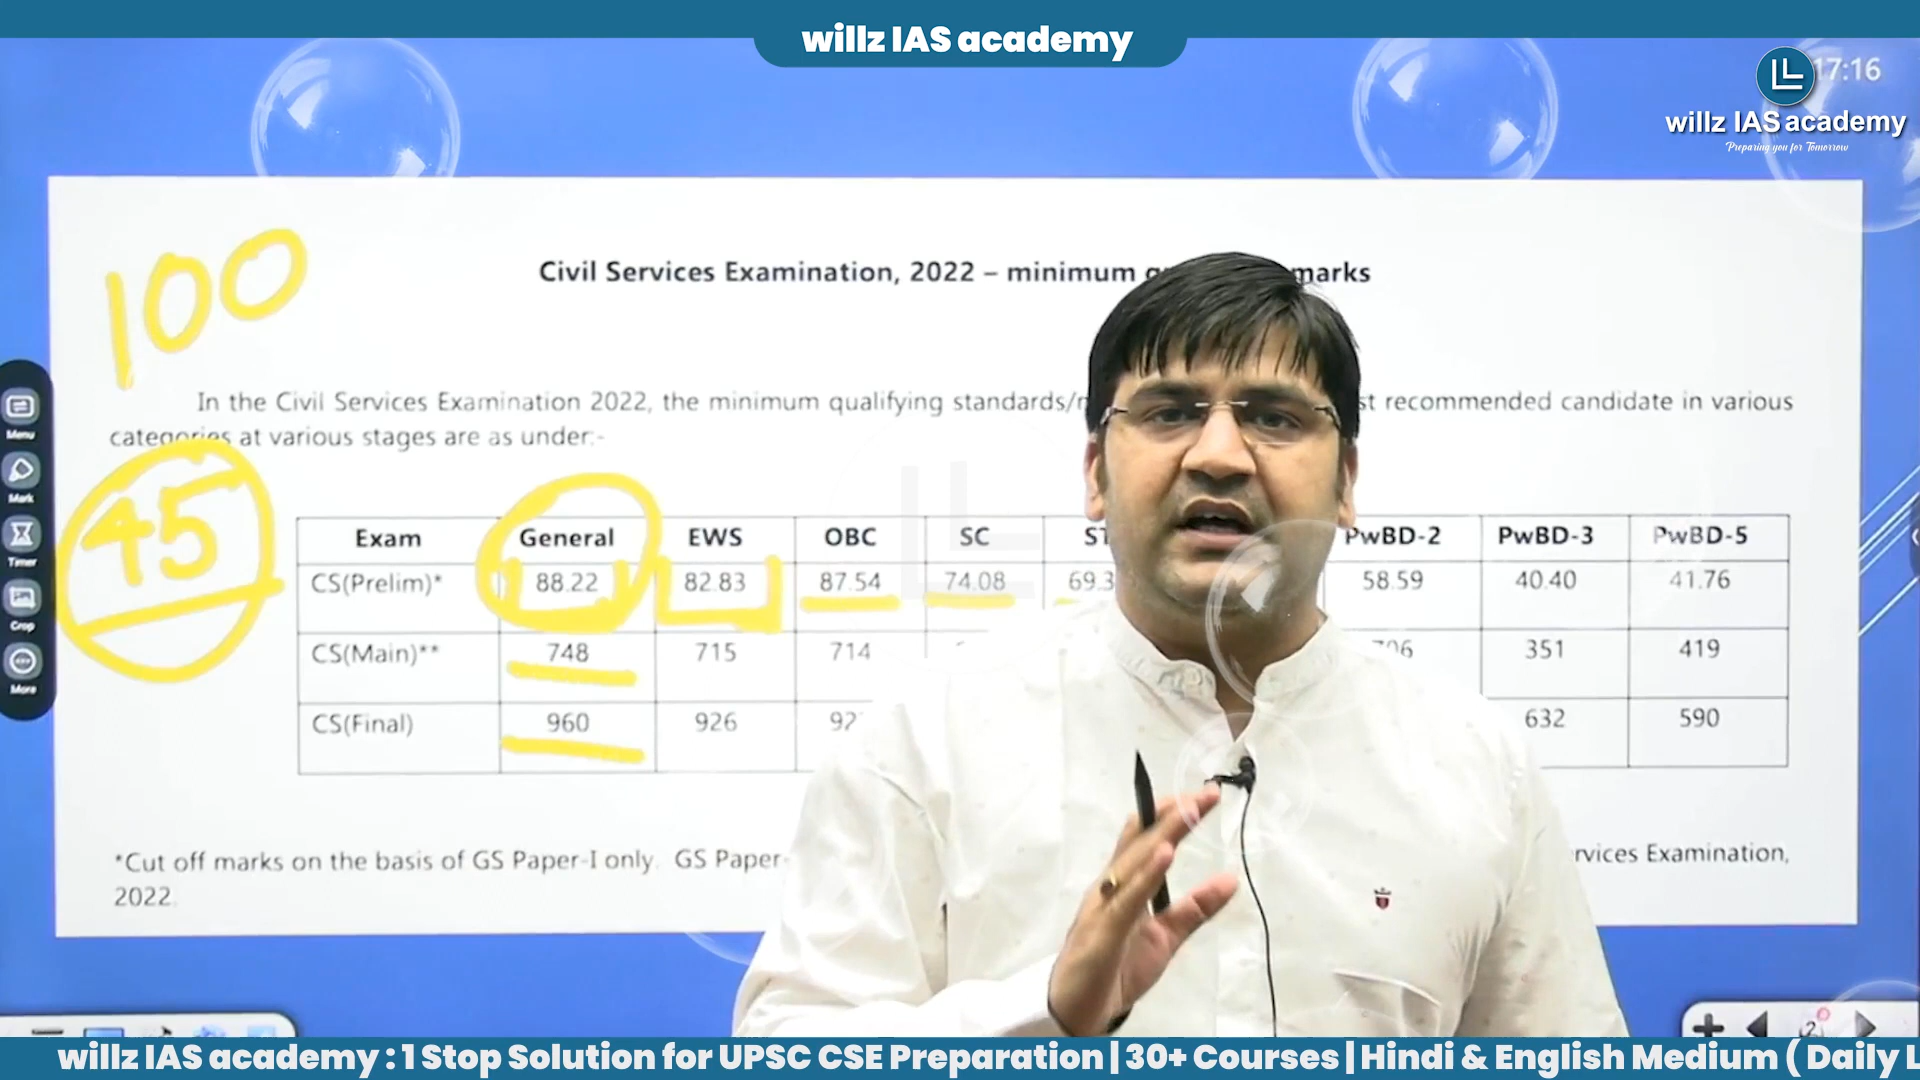 willz IAS academy
17:16
willz IAS academy
Preparing you for Tomorrow
100
Civil Services Examination, 2022 – minimum marks
In the Civil Services Examination 2022, the minimum qualifying standards/ recommended candidate in various
categories at various stages are as under:-
45
Exam General EWS OBC SC PwBD-2 PwBD-3 PwBD-5
CS(Prelim)* 88.22 82.83 87.54 74.08 69.3 58.59 40.40 41.76
CS(Main)** 748 715 714 351 419
CS(Final) 960 926 632 590
*Cut off marks on the basis of GS Paper-I only. GS Paper- Examination,
2022.
Menu
Mark
Timer
Crop
More
2
willz IAS academy : 1 Stop Solution for UPSC CSE Preparation | 30+ Courses | Hindi & English Medium ( Daily L